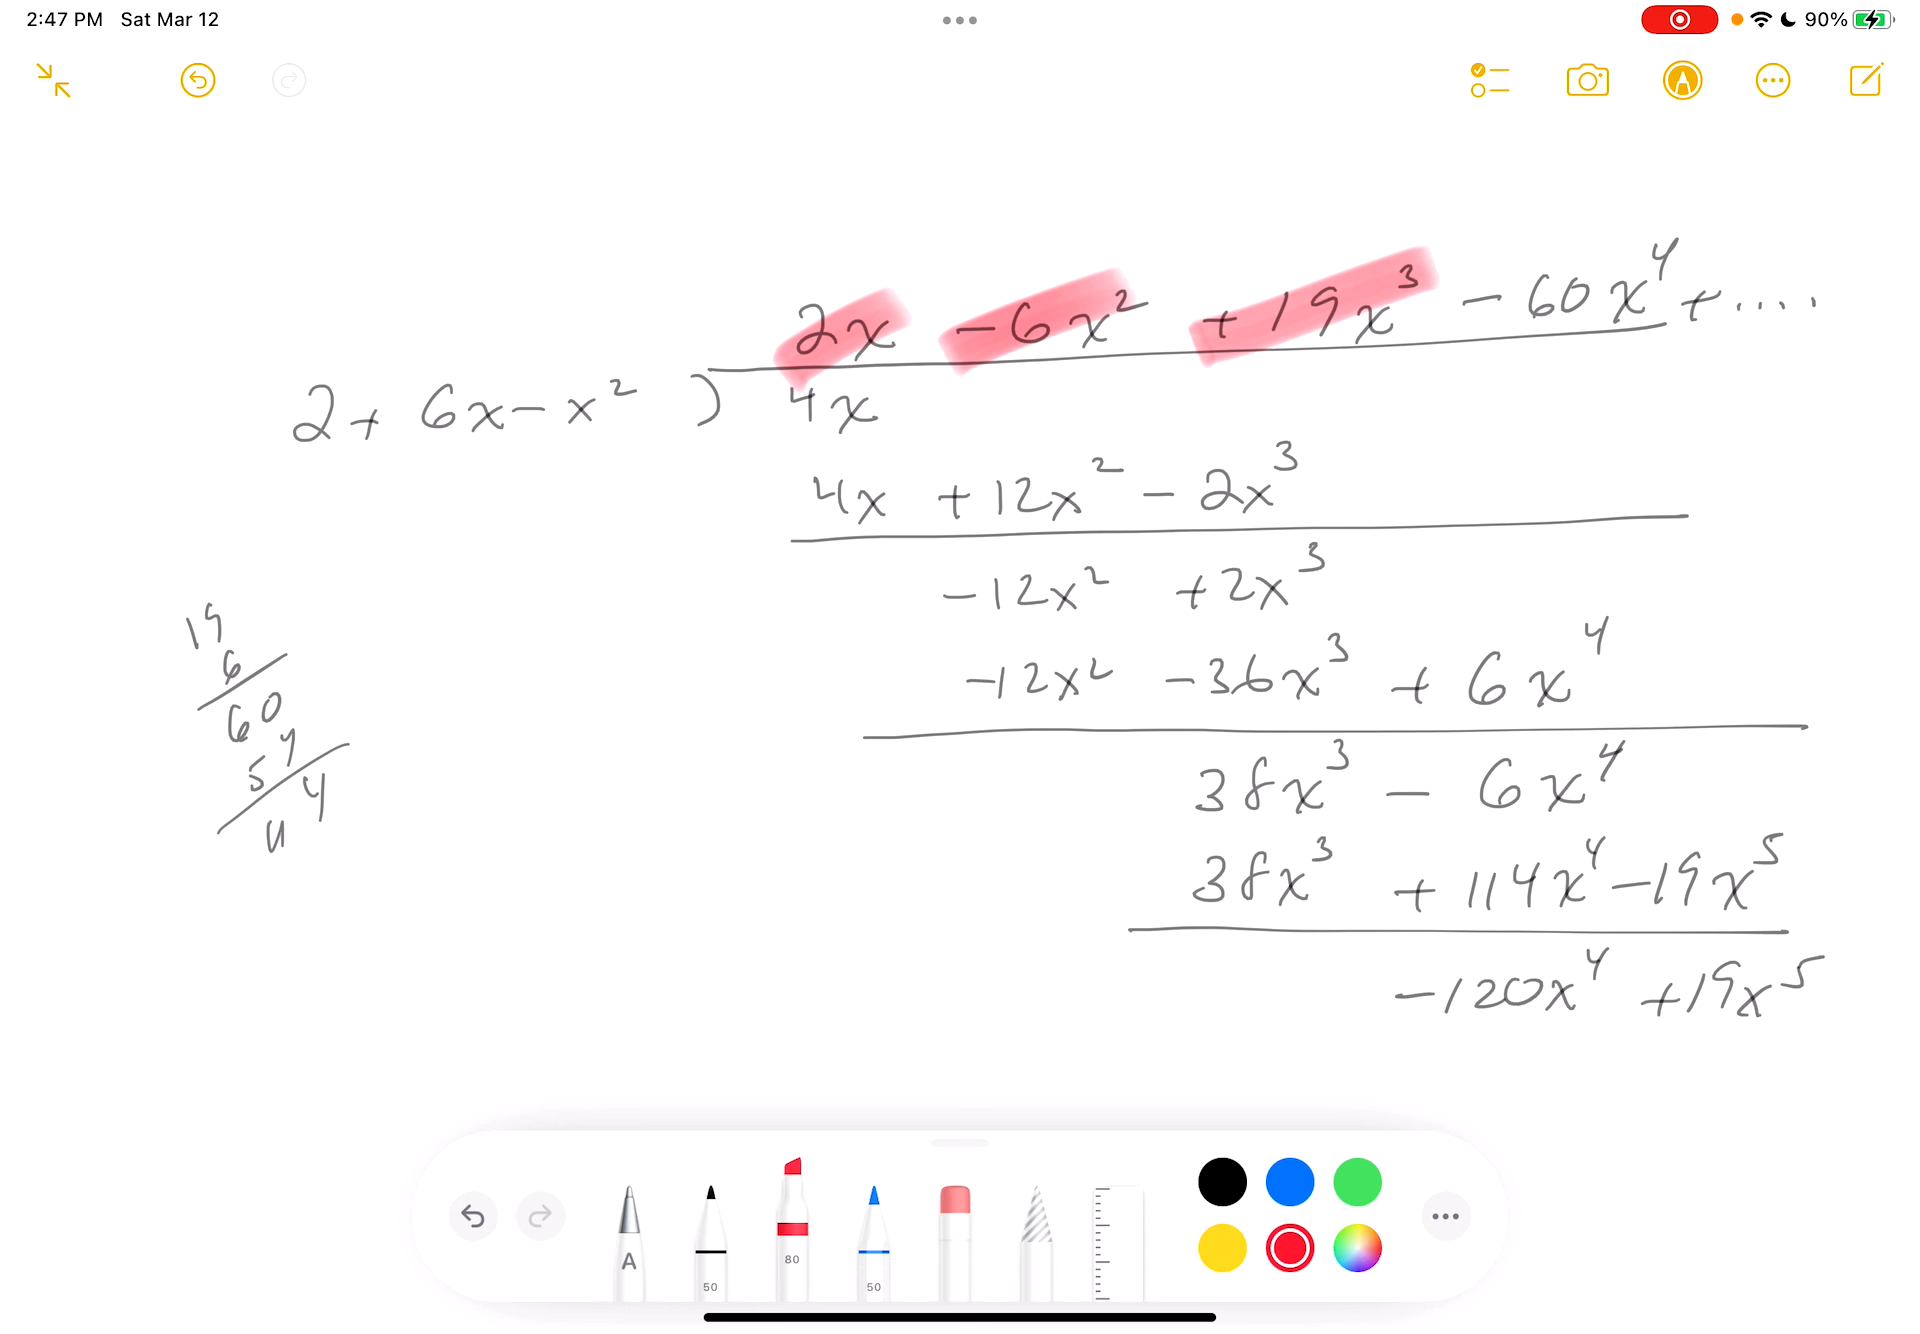 2:47 PM Sat Mar 12 90%
2x -6x² +19x³ - 60x⁴ + ....
2 + 6x - x² ) 4x
4x +12x² - 2x³
-12x² +2x³
-12x² -36x³ + 6x⁴
38x³ - 6x⁴
38x³ + 114x⁴ -19x⁵
-120x⁴ +19x⁵
19
6
60
54
114
A
50
80
50